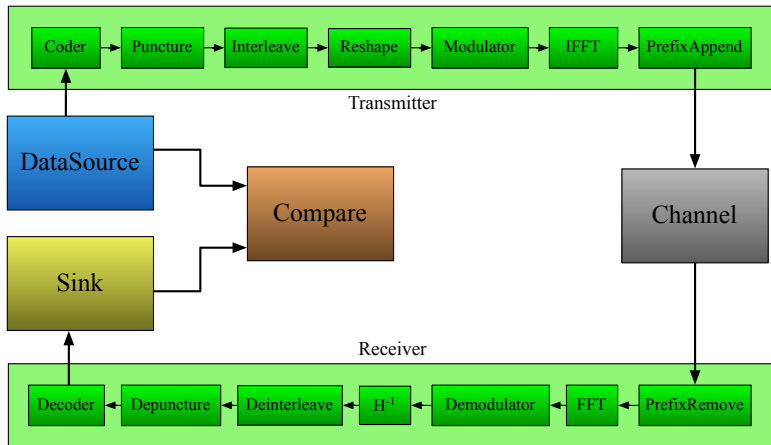 Coder Puncture Interleave Reshape Modulator IFFT PrefixAppend
Transmitter
DataSource
Compare
Channel
Sink
Receiver
Decoder Depuncture Deinterleave H⁻¹ Demodulator FFT PrefixRemove